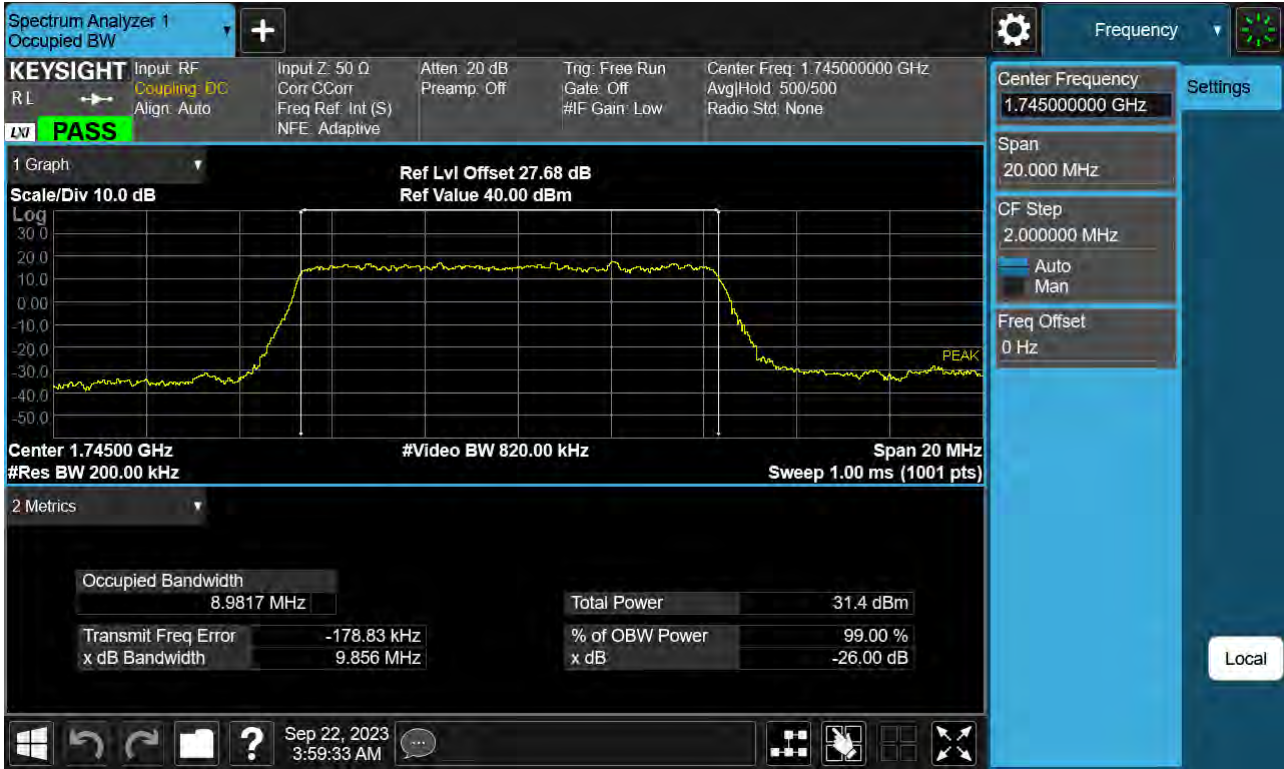 Spectrum Analyzer 1
Occupied BW
+
Frequency
KEYSIGHT
R L
LXI
PASS
Input: RF
Coupling: DC
Align: Auto
Input Z: 50 Ω
Corr CCorr
Freq Ref: Int (S)
NFE: Adaptive
Atten: 20 dB
Preamp: Off
Trig: Free Run
Gate: Off
#IF Gain: Low
Center Freq: 1.745000000 GHz
Avg|Hold: 500/500
Radio Std: None
Center Frequency
1.745000000 GHz
Settings
Span
20.000 MHz
CF Step
2.000000 MHz
Auto
Man
Freq Offset
0 Hz
Local
1 Graph
Scale/Div 10.0 dB
Ref Lvl Offset 27.68 dB
Ref Value 40.00 dBm
Log
30.0
20.0
10.0
0.00
-10.0
-20.0
-30.0
-40.0
-50.0
PEAK
Center 1.74500 GHz
#Video BW 820.00 kHz
Span 20 MHz
#Res BW 200.00 kHz
Sweep 1.00 ms (1001 pts)
2 Metrics
Occupied Bandwidth
8.9817 MHz
Total Power 31.4 dBm
Transmit Freq Error -178.83 kHz
% of OBW Power 99.00 %
x dB Bandwidth 9.856 MHz
x dB -26.00 dB
?
Sep 22, 2023
3:59:33 AM